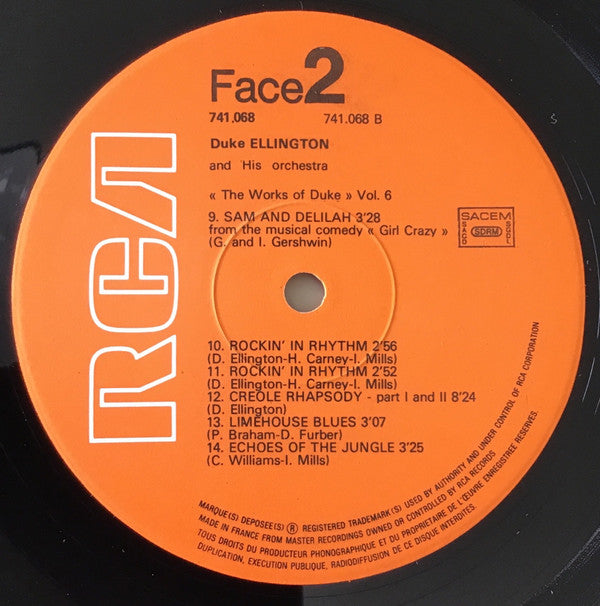 RCA
Face 2
741.068 741.068 B
Duke ELLINGTON
and His orchestra
« The Works of Duke » Vol. 6
9. SAM AND DELILAH 3'28
from the musical comedy « Girl Crazy »
(G. and I. Gershwin)
SACEM
SACD SDRM SGDL
10. ROCKIN' IN RHYTHM 2'56
(D. Ellington-H. Carney-I. Mills)
11. ROCKIN' IN RHYTHM 2'52
(D. Ellington-H. Carney-I. Mills)
12. CREOLE RHAPSODY - part I and II 8'24
(D. Ellington)
13. LIMEHOUSE BLUES 3'07
(P. Braham-D. Furber)
14. ECHOES OF THE JUNGLE 3'25
(C. Williams-I. Mills)
MARQUE(S) DEPOSEE(S) ® REGISTERED TRADEMARK(S) USED BY AUTHORITY AND UNDER CONTROL OF RCA CORPORATION
MADE IN FRANCE FROM MASTER RECORDINGS OWNED OR CONTROLLED BY RCA RECORDS
TOUS DROITS DU PRODUCTEUR PHONOGRAPHIQUE ET DU PROPRIETAIRE DE L'ŒUVRE ENREGISTREE RESERVES.
DUPLICATION, EXECUTION PUBLIQUE, RADIODIFFUSION DE CE DISQUE INTERDITES.